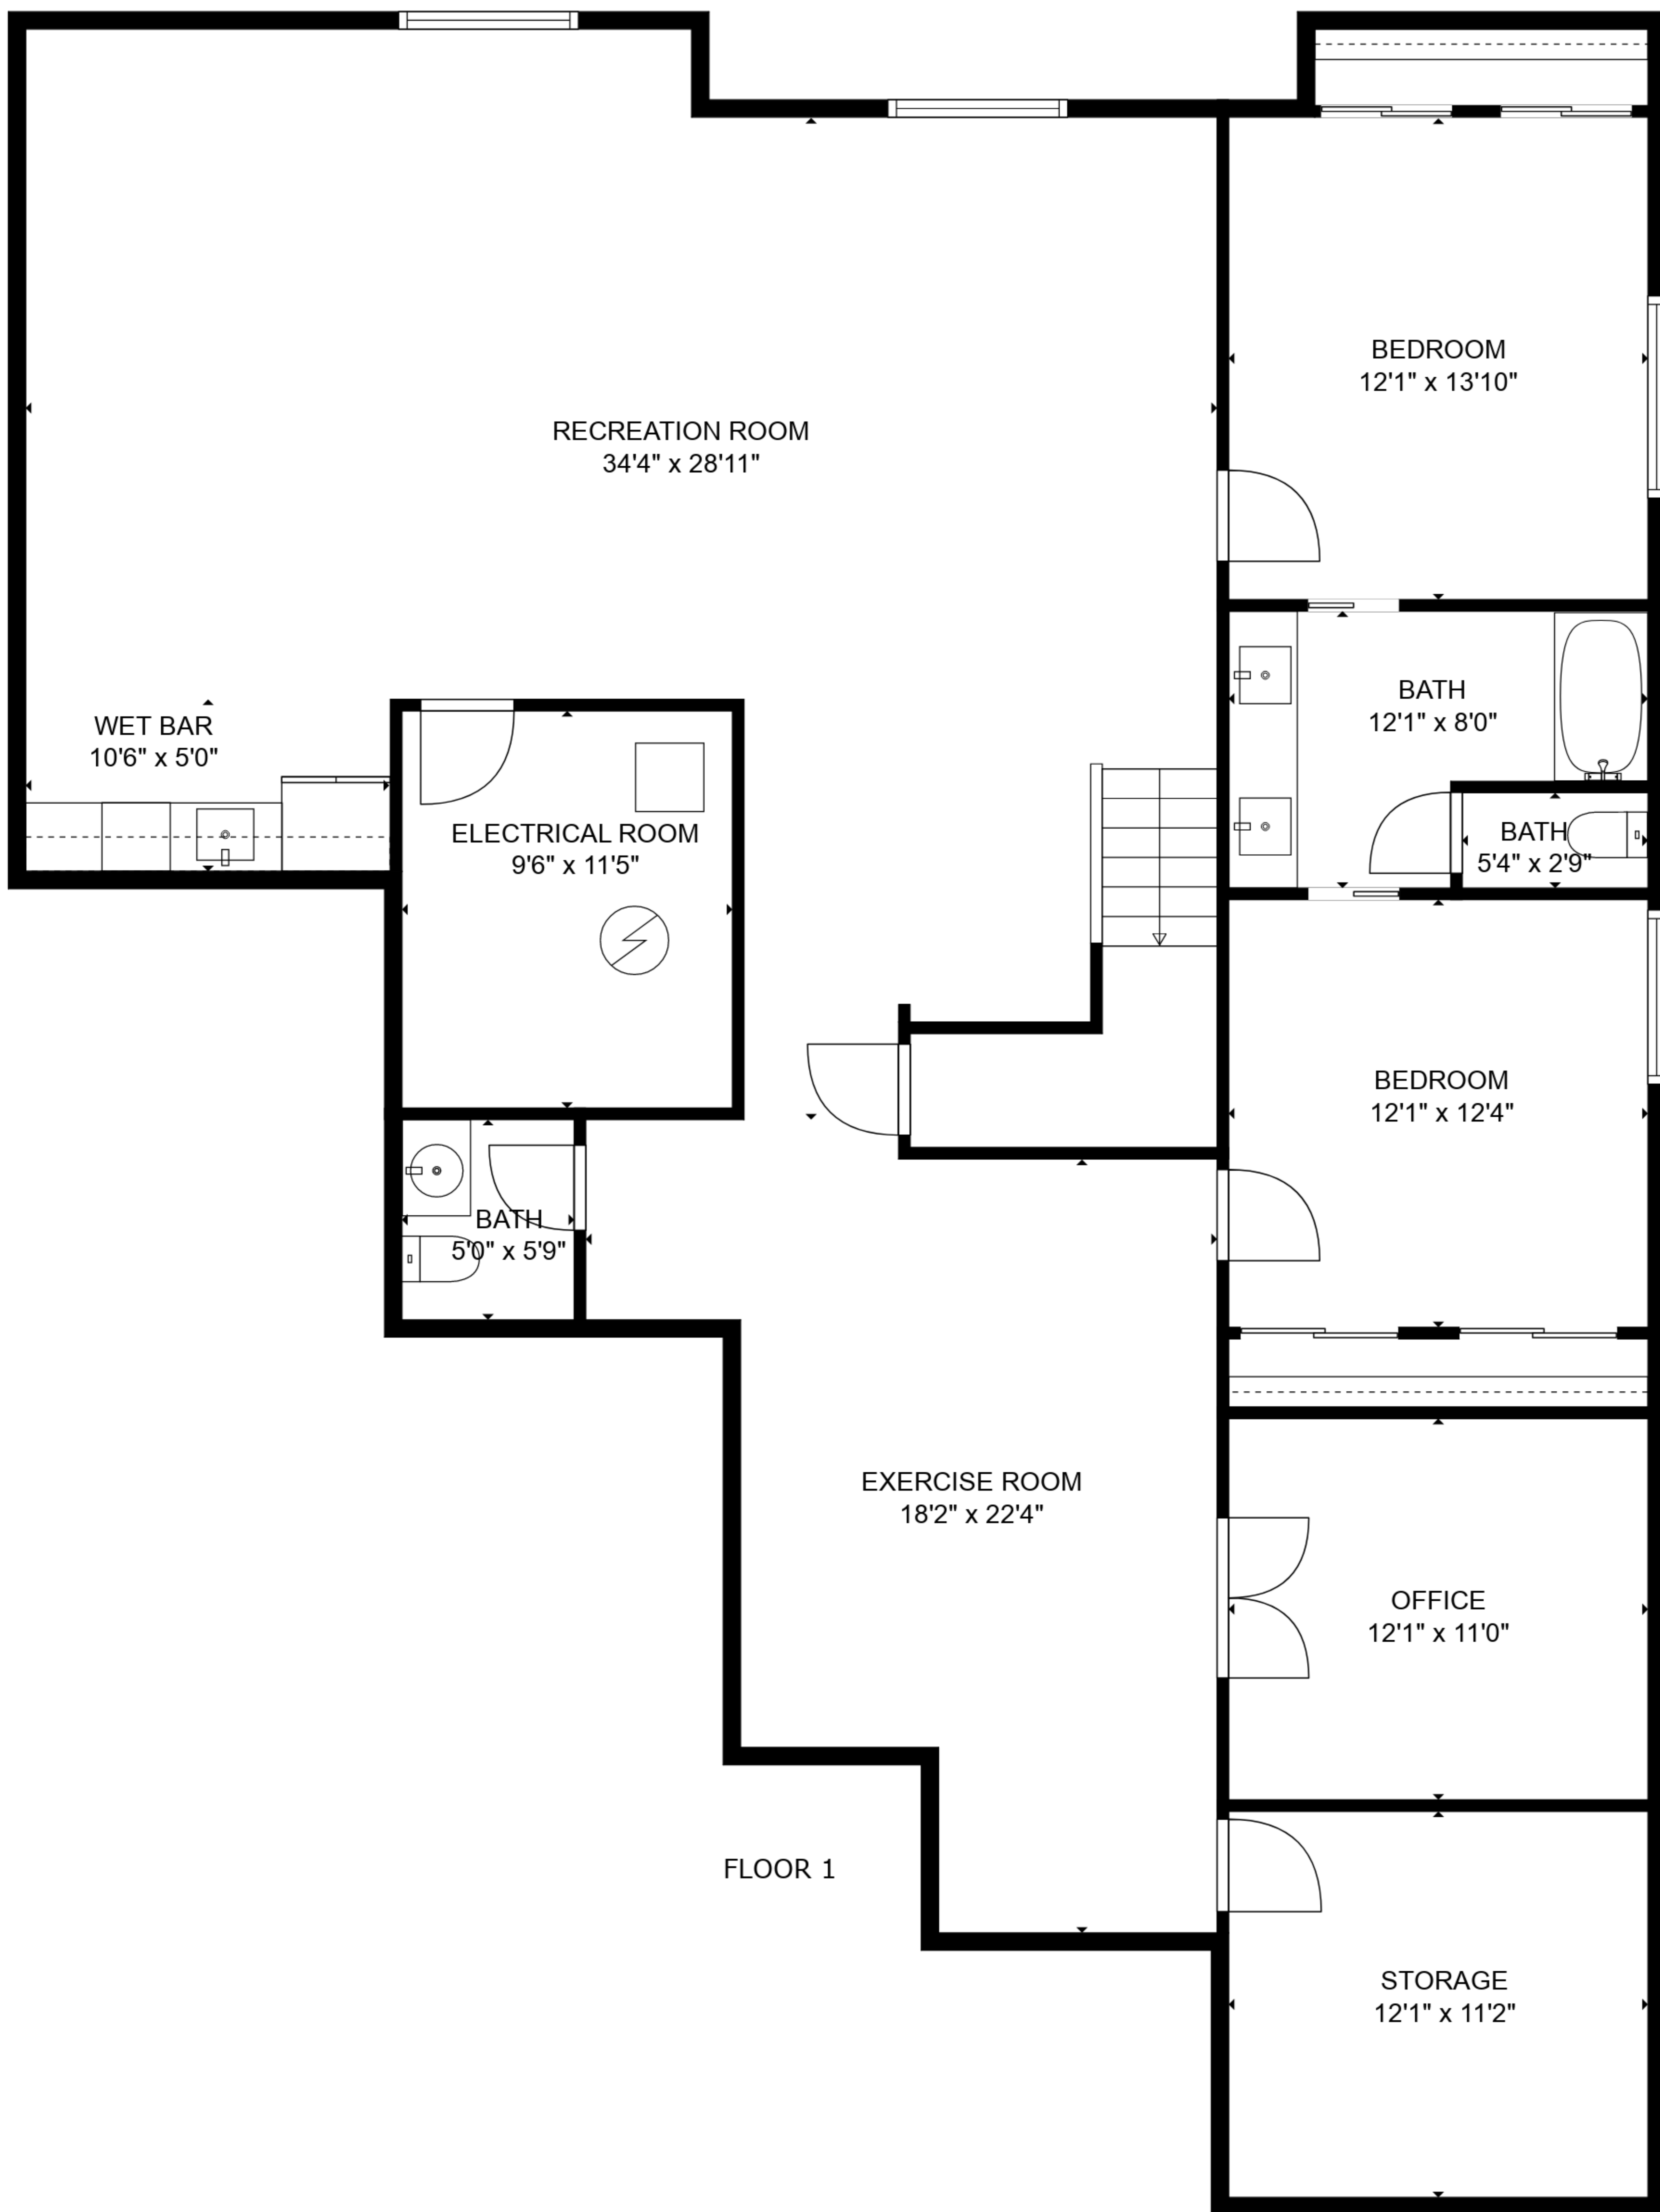 BEDROOM
12'1" x 13'10"
RECREATION ROOM
34'4" x 28'11"
BATH
12'1" x 8'0"
WET BAR
10'6" x 5'0"
ELECTRICAL ROOM
9'6" x 11'5"
BATH
5'4" x 2'9"
BEDROOM
12'1" x 12'4"
BATH
5'0" x 5'9"
EXERCISE ROOM
18'2" x 22'4"
OFFICE
12'1" x 11'0"
FLOOR 1
STORAGE
12'1" x 11'2"